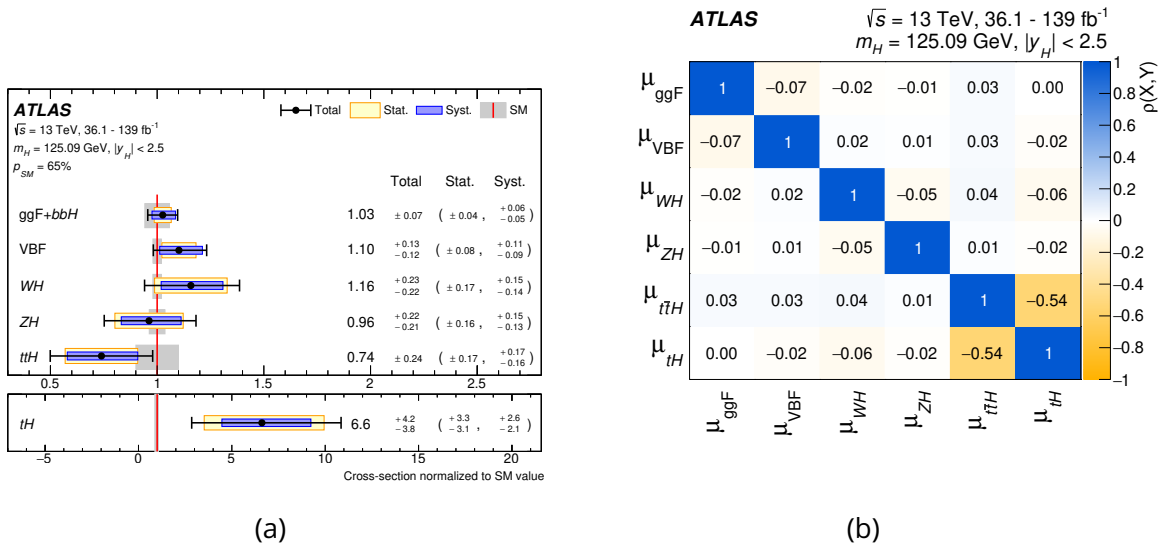 ATLAS
Total Stat. Syst. SM
√s = 13 TeV, 36.1 - 139 fb⁻¹
m_H = 125.09 GeV, |y_H| < 2.5
p_SM = 65%
Total Stat. Syst.
ggF+bbH 1.03 ± 0.07 ( ± 0.04 , +0.06 −0.05 )
VBF 1.10 +0.13 −0.12 ( ± 0.08 , +0.11 −0.09 )
WH 1.16 +0.23 −0.22 ( ± 0.17 , +0.15 −0.14 )
ZH 0.96 +0.22 −0.21 ( ± 0.16 , +0.15 −0.13 )
ttH 0.74 ± 0.24 ( ± 0.17 , +0.17 −0.16 )
0.5 1 1.5 2 2.5
tH 6.6 +4.2 −3.8 ( +3.3 −3.1 , +2.6 −2.1 )
−5 0 5 10 15 20
Cross-section normalized to SM value
(a)
ATLAS √s = 13 TeV, 36.1 - 139 fb⁻¹
m_H = 125.09 GeV, |y_H| < 2.5
μ_ggF 1 −0.07 −0.02 −0.01 0.03 0.00
μ_VBF −0.07 1 0.02 0.01 0.03 −0.02
μ_WH −0.02 0.02 1 −0.05 0.04 −0.06
μ_ZH −0.01 0.01 −0.05 1 0.01 −0.02
μ_tt̄H 0.03 0.03 0.04 0.01 1 −0.54
μ_tH 0.00 −0.02 −0.06 −0.02 −0.54 1
μ_ggF μ_VBF μ_WH μ_ZH μ_tt̄H μ_tH
1
0.8
0.6
0.4
0.2
0
−0.2
−0.4
−0.6
−0.8
−1
ρ(X,Y)
(b)